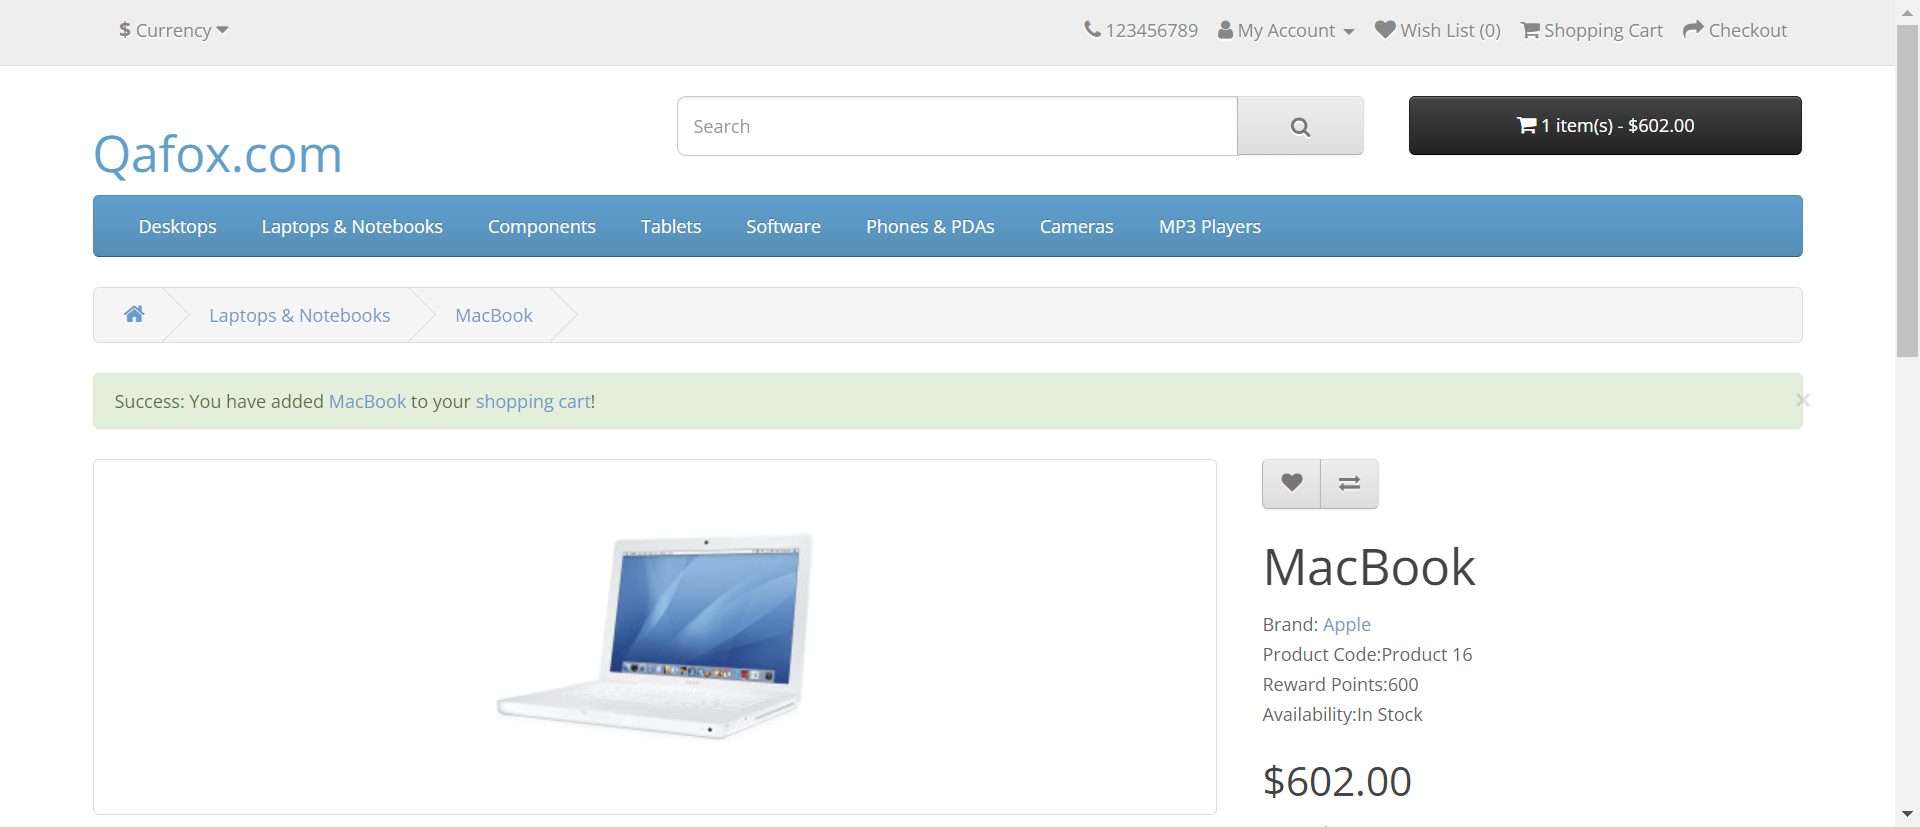 $ Currency
123456789 My Account Wish List (0) Shopping Cart Checkout
Qafox.com
Search
1 item(s) - $602.00
Desktops Laptops & Notebooks Components Tablets Software Phones & PDAs Cameras MP3 Players
Laptops & Notebooks MacBook
Success: You have added MacBook to your shopping cart!
×
MacBook
Brand: Apple
Product Code:Product 16
Reward Points:600
Availability:In Stock
$602.00